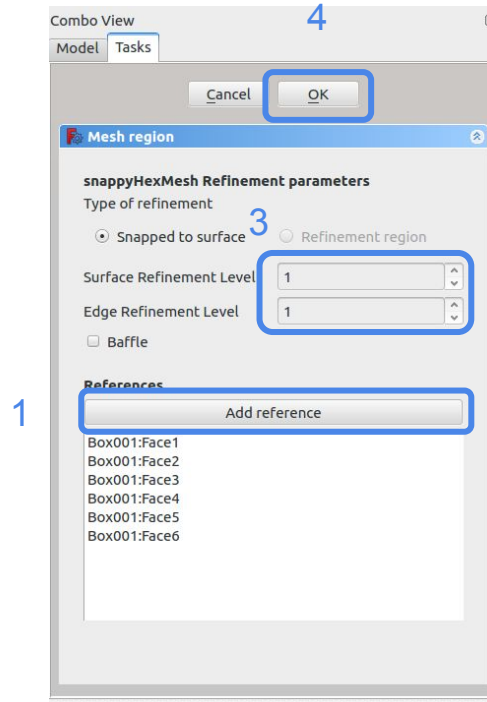 Combo View
4
Model Tasks
Cancel OK
Mesh region
snappyHexMesh Refinement parameters
Type of refinement
Snapped to surface 3 Refinement region
Surface Refinement Level 1
Edge Refinement Level 1
Baffle
References
1 Add reference
Box001:Face1
Box001:Face2
Box001:Face3
Box001:Face4
Box001:Face5
Box001:Face6